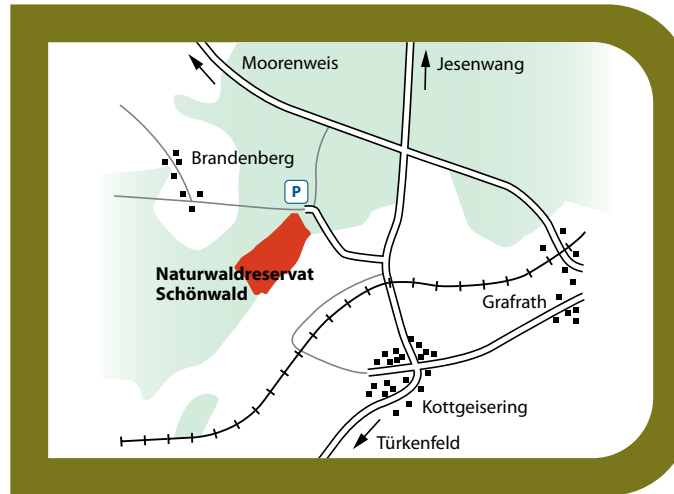 Moorenweis
Jesenwang
Brandenberg
P
Naturwaldreservat
Schönwald
Grafrath
Kottgeisering
Türkenfeld